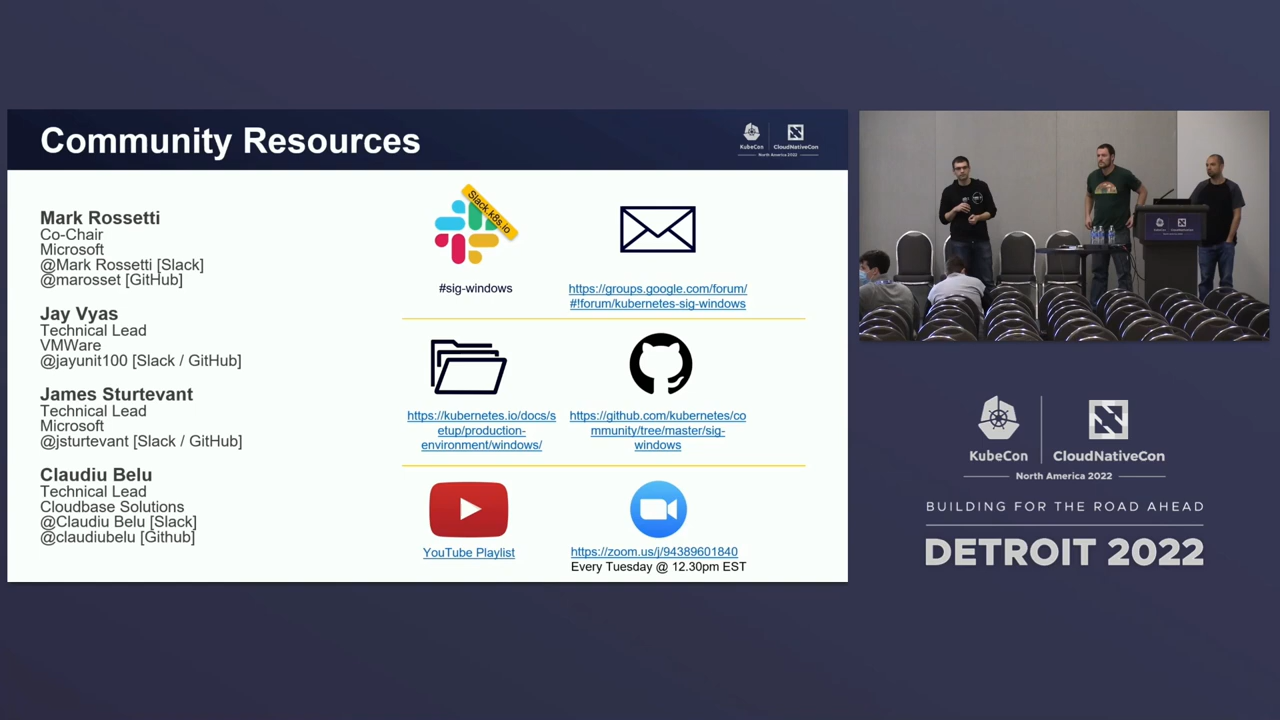 Community Resources
KubeCon
CloudNativeCon
North America 2022
Mark Rossetti
Co-Chair
Microsoft
@Mark Rossetti [Slack]
@marosset [GitHub]
Jay Vyas
Technical Lead
VMWare
@jayunit100 [Slack / GitHub]
James Sturtevant
Technical Lead
Microsoft
@jsturtevant [Slack / GitHub]
Claudiu Belu
Technical Lead
Cloudbase Solutions
@Claudiu Belu [Slack]
@claudiubelu [Github]
Slack.k8s.io
#sig-windows
https://groups.google.com/forum/
#!forum/kubernetes-sig-windows
https://kubernetes.io/docs/s
etup/production-
environment/windows/
https://github.com/kubernetes/co
mmunity/tree/master/sig-
windows
YouTube Playlist
https://zoom.us/j/94389601840
Every Tuesday @ 12.30pm EST
KubeCon
CloudNativeCon
North America 2022
BUILDING FOR THE ROAD AHEAD
DETROIT 2022